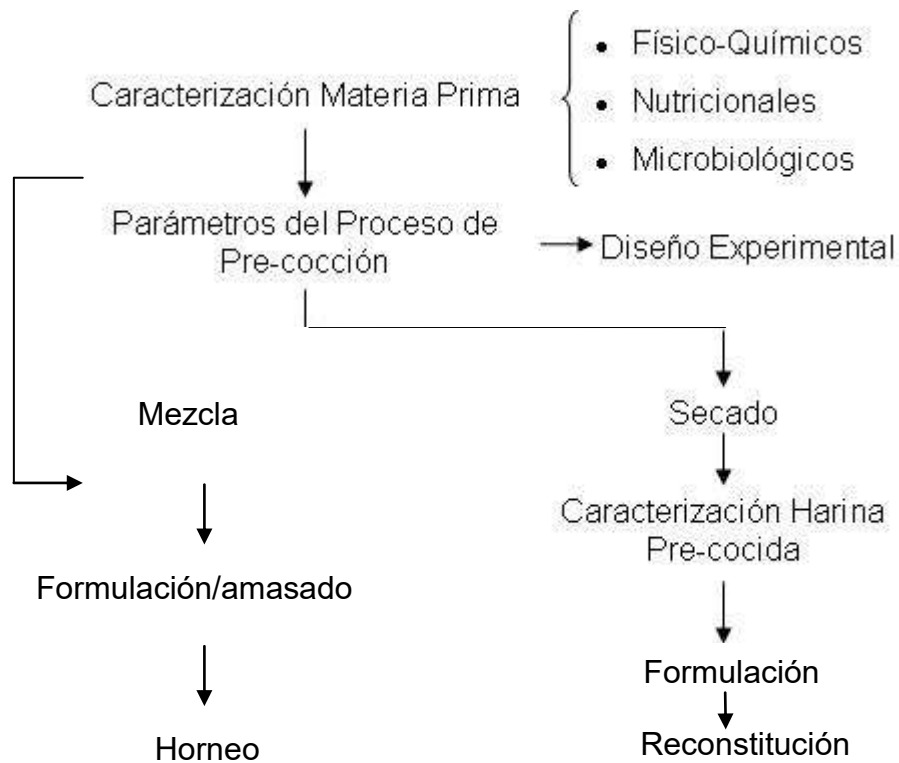 Caracterización Materia Prima
• Físico-Químicos
• Nutricionales
• Microbiológicos
Parámetros del Proceso de
Pre-cocción
Diseño Experimental
Mezcla
Secado
Caracterización Harina
Pre-cocida
Formulación/amasado
Formulación
Horneo
Reconstitución